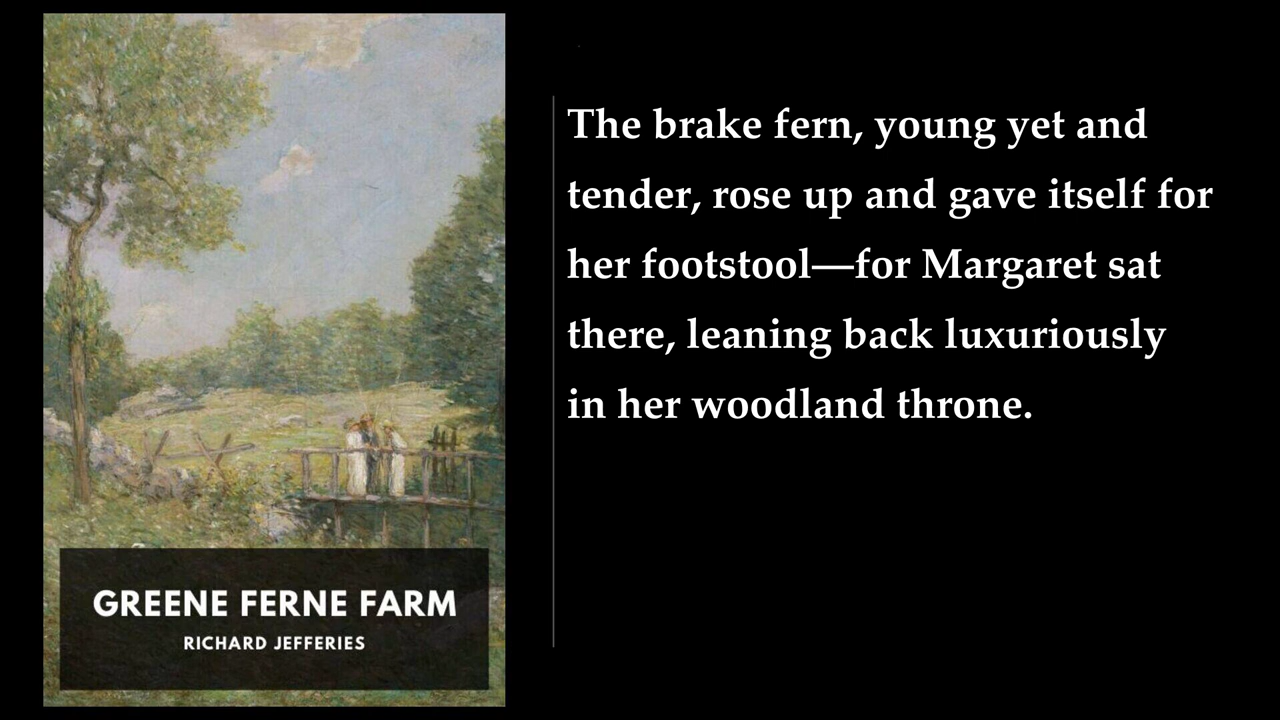 GREENE FERNE FARM
RICHARD JEFFERIES
The brake fern, young yet and
tender, rose up and gave itself for
her footstool—for Margaret sat
there, leaning back luxuriously
in her woodland throne.